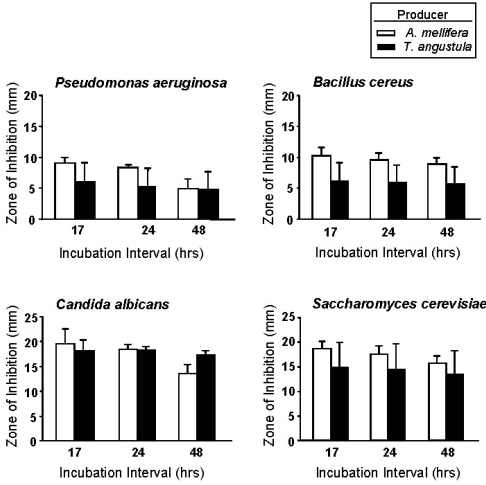 Producer
A. mellifera
T. angustula
Pseudomonas aeruginosa
Zone of Inhibition (mm)
20
15
10
5
0
17 24 48
Incubation Interval (hrs)
Bacillus cereus
Zone of Inhibition (mm)
20
15
10
5
0
17 24 48
Incubation Interval (hrs)
Candida albicans
Zone of Inhibition (mm)
25
20
15
10
5
0
17 24 48
Incubation Interval (hrs)
Saccharomyces cerevisiae
Zone of Inhibition (mm)
25
20
15
10
5
0
17 24 48
Incubation Interval (hrs)